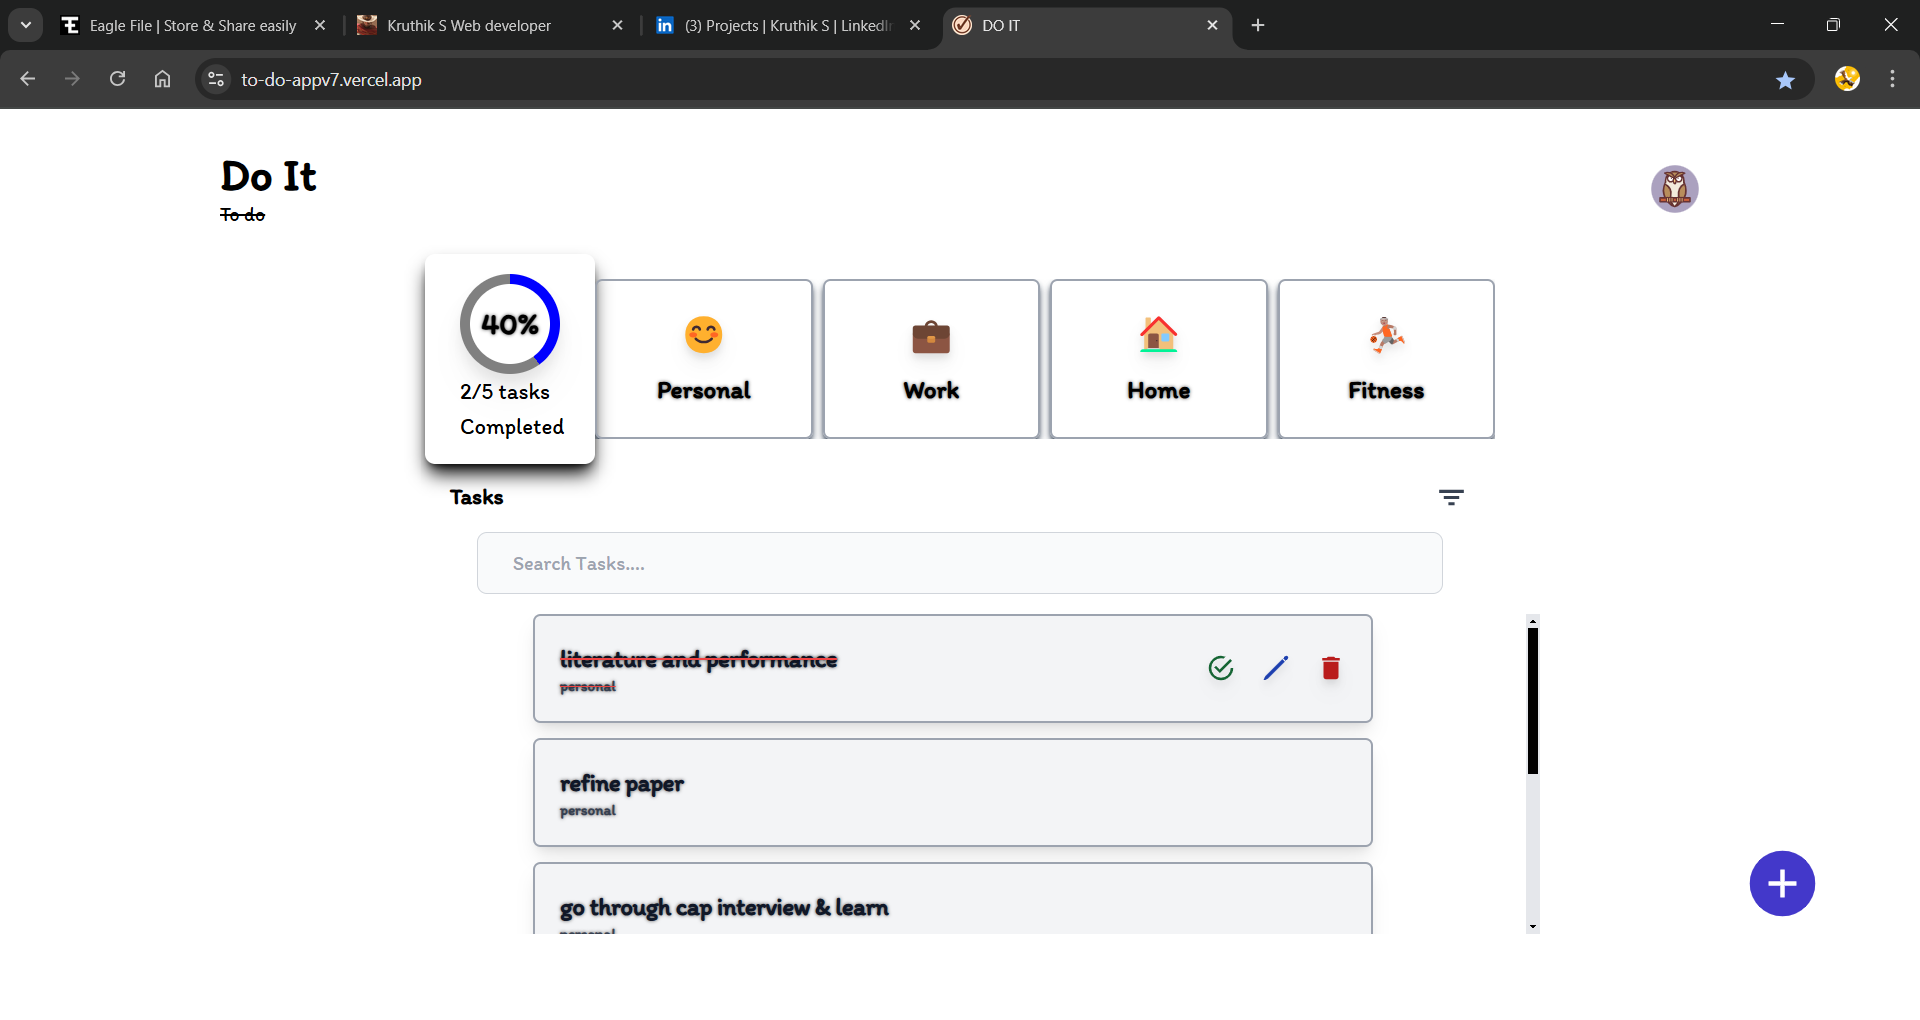 Eagle File | Store & Share easily
Kruthik S Web developer
(3) Projects | Kruthik S | LinkedIn
DO IT
to-do-appv7.vercel.app
Do It
To do
40%
2/5 tasks
Completed
Personal
Work
Home
Fitness
Tasks
Search Tasks....
literature and performance
personal
refine paper
personal
go through cap interview & learn
personal